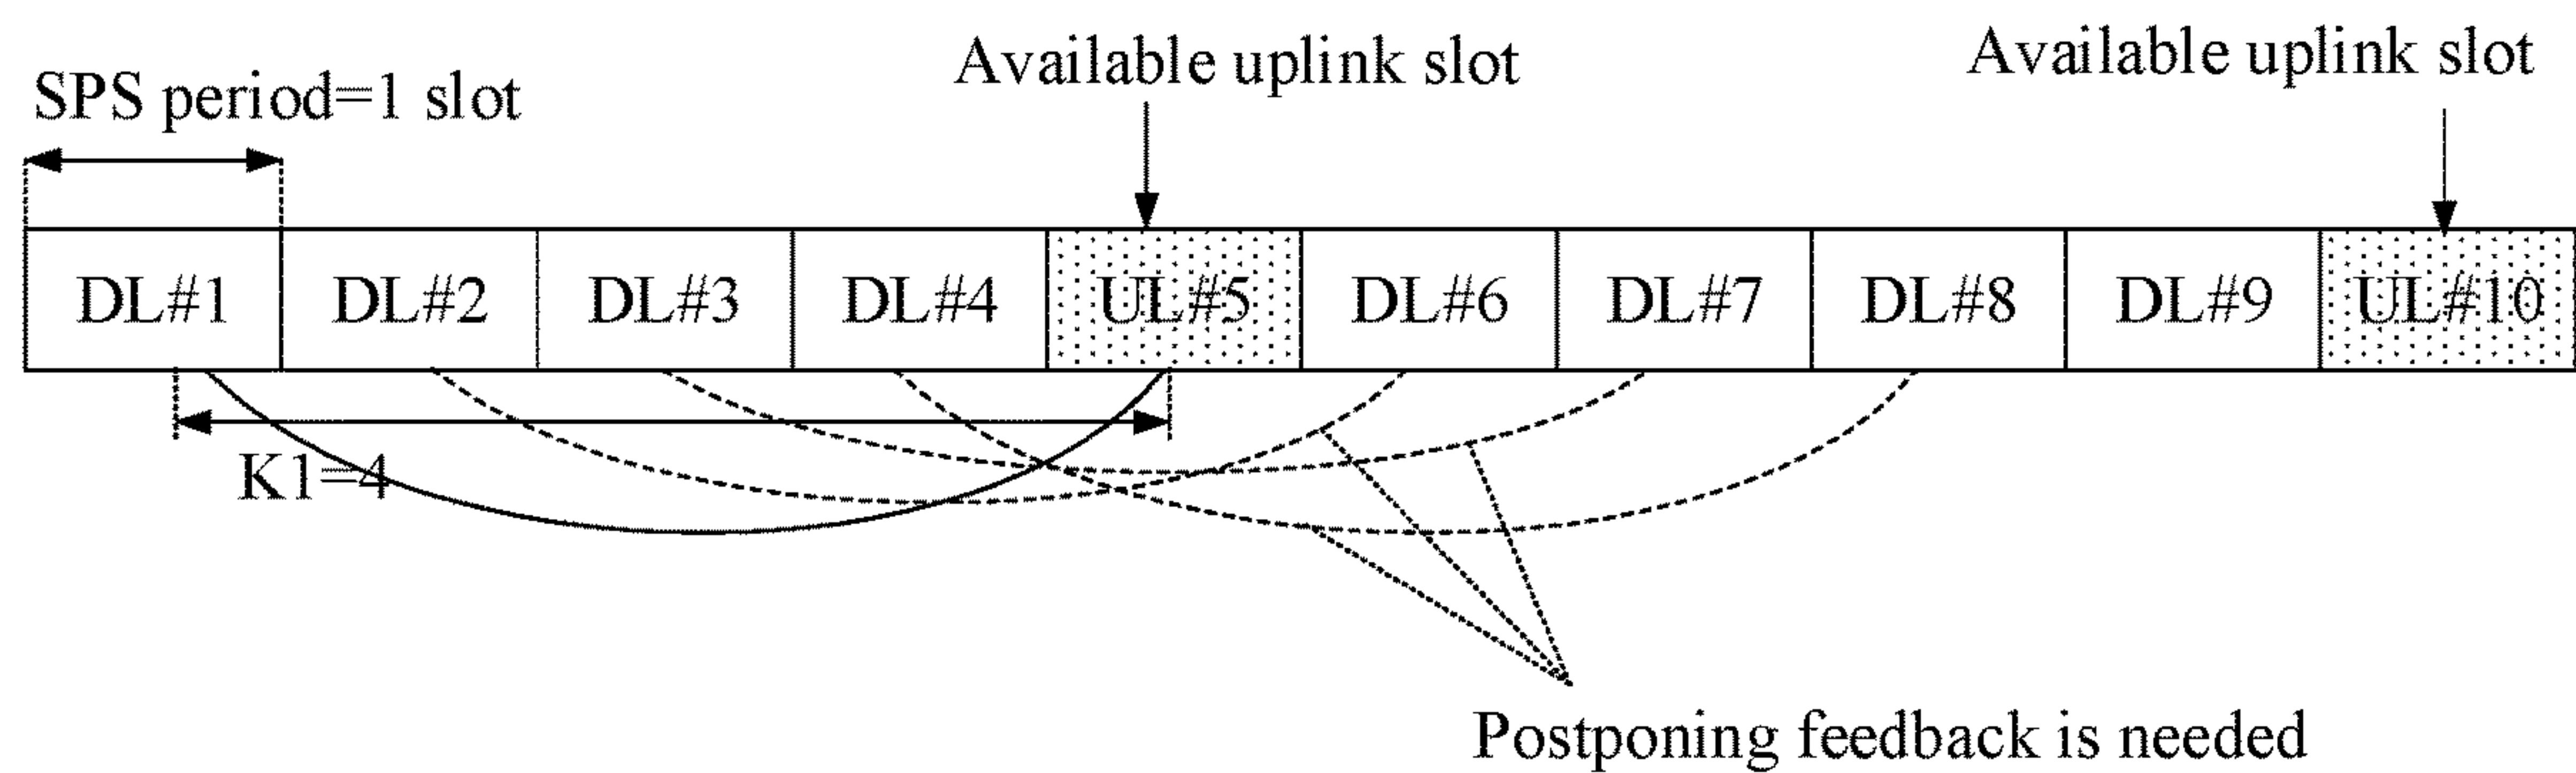 Available uplink slot
Available uplink slot
SPS period=1 slot
DL#1 DL#2 DL#3 DL#4 UL#5 DL#6 DL#7 DL#8 DL#9 UL#10
K1=4
Postponing feedback is needed